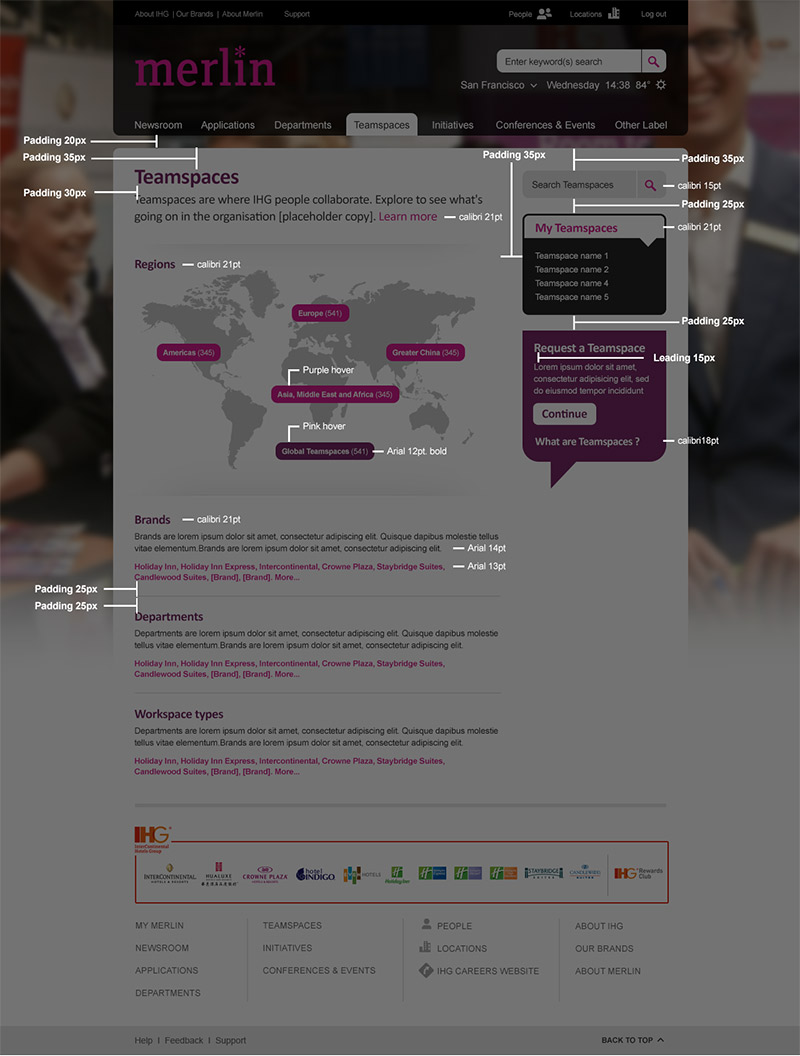 About IHG | Our Brands | About Merlin Support People Locations Log out
merlin
Enter keyword(s) search
San Francisco Wednesday 14:38 84°
Newsroom Applications Departments Teamspaces Initiatives Conferences & Events Other Label
Padding 20px
Padding 35px
Padding 35px
Padding 35px
Teamspaces
Padding 30px
Teamspaces are where IHG people collaborate. Explore to see what's
going on in the organisation [placeholder copy]. Learn more
calibri 21pt
Search Teamspaces
calibri 15pt
Padding 25px
My Teamspaces
calibri 21pt
Teamspace name 1
Teamspace name 2
Teamspace name 4
Teamspace name 5
Padding 25px
Regions
calibri 21pt
Europe (541)
Americas (345)
Greater China (345)
Purple hover
Asia, Middle East and Africa (345)
Pink hover
Global Teamspaces (541)
Arial 12pt. bold
Request a Teamspace
Leading 15px
Lorem ipsum dolor sit amet,
consectetur adipiscing elit, sed
do eiusmod tempor incididunt
Continue
What are Teamspaces ?
calibri18pt
Brands
calibri 21pt
Brands are lorem ipsum dolor sit amet, consectetur adipiscing elit. Quisque dapibus molestie tellus
vitae elementum.Brands are lorem ipsum dolor sit amet, consectetur adipiscing elit.
Arial 14pt
Holiday Inn, Holiday Inn Express, Intercontinental, Crowne Plaza, Staybridge Suites,
Candlewood Suites, [Brand], [Brand]. More...
Arial 13pt
Padding 25px
Padding 25px
Departments
Departments are lorem ipsum dolor sit amet, consectetur adipiscing elit. Quisque dapibus molestie
tellus vitae elementum.Brands are lorem ipsum dolor sit amet, consectetur adipiscing elit.
Holiday Inn, Holiday Inn Express, Intercontinental, Crowne Plaza, Staybridge Suites,
Candlewood Suites, [Brand], [Brand]. More...
Workspace types
Departments are lorem ipsum dolor sit amet, consectetur adipiscing elit. Quisque dapibus molestie
tellus vitae elementum.Brands are lorem ipsum dolor sit amet, consectetur adipiscing elit.
Holiday Inn, Holiday Inn Express, Intercontinental, Crowne Plaza, Staybridge Suites,
Candlewood Suites, [Brand], [Brand]. More...
IHG
InterContinental
Hotels Group
INTERCONTINENTAL
HOTELS & RESORTS
HUALUXE
CROWNE PLAZA
HOTELS & RESORTS
hotel
INDIGO
HOTELS
Holiday Inn
STAYBRIDGE
SUITES
CANDLEWOOD
SUITES
IHG Rewards
Club
MY MERLIN
NEWSROOM
APPLICATIONS
DEPARTMENTS
TEAMSPACES
INITIATIVES
CONFERENCES & EVENTS
PEOPLE
LOCATIONS
IHG CAREERS WEBSITE
ABOUT IHG
OUR BRANDS
ABOUT MERLIN
Help I Feedback I Support
BACK TO TOP